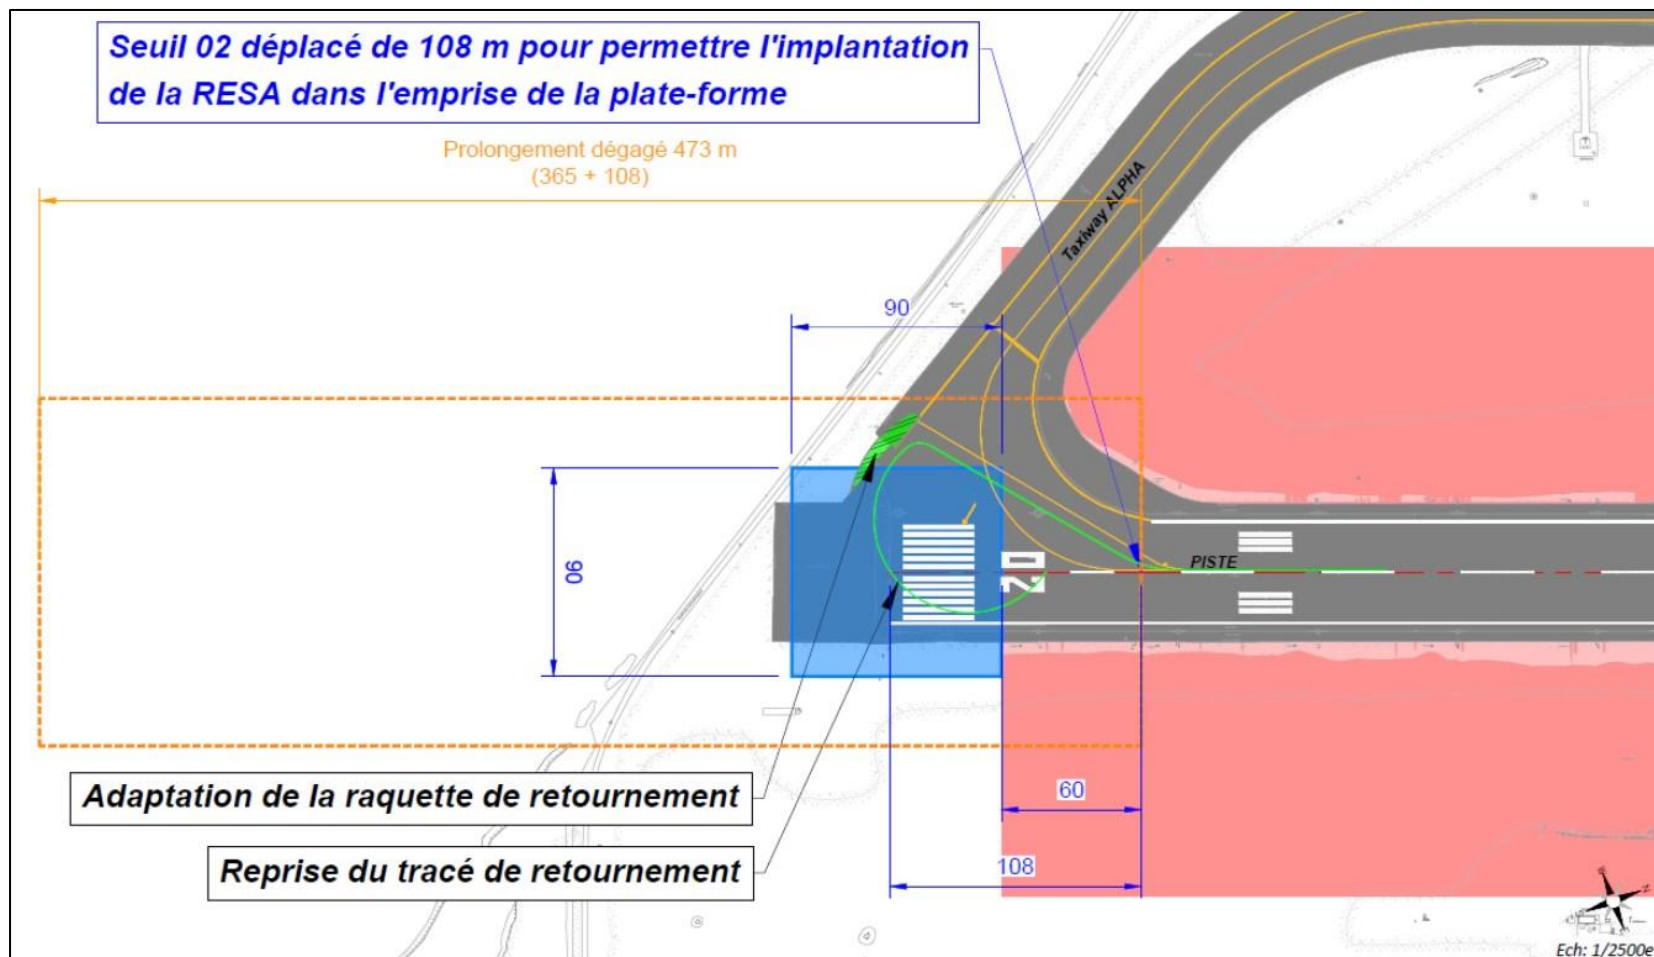 Seuil 02 déplacé de 108 m pour permettre l'implantation
de la RESA dans l'emprise de la plate-forme
Prolongement dégagé 473 m
(365 + 108)
Taxiway ALPHA
90
90
PISTE
20
60
Adaptation de la raquette de retournement
108
Reprise du tracé de retournement
N
Ech: 1/2500e